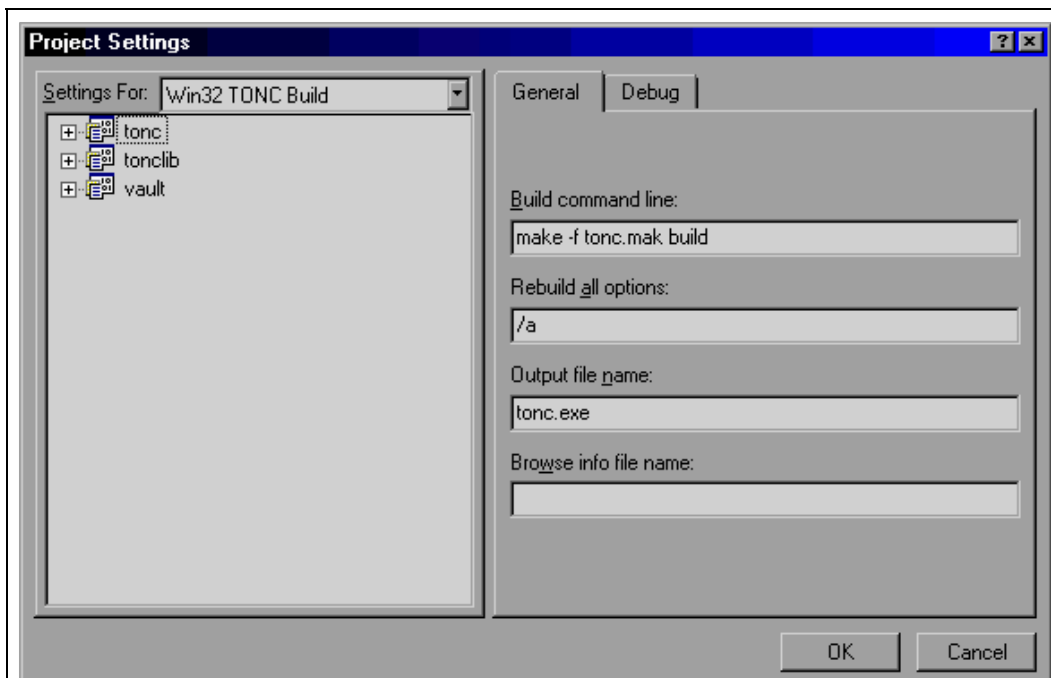 Project Settings
Settings For: Win32 TONC Build
tonc
tonclib
vault
General Debug
Build command line:
make -f tonc.mak build
Rebuild all options:
/a
Output file name:
tonc.exe
Browse info file name:
OK Cancel